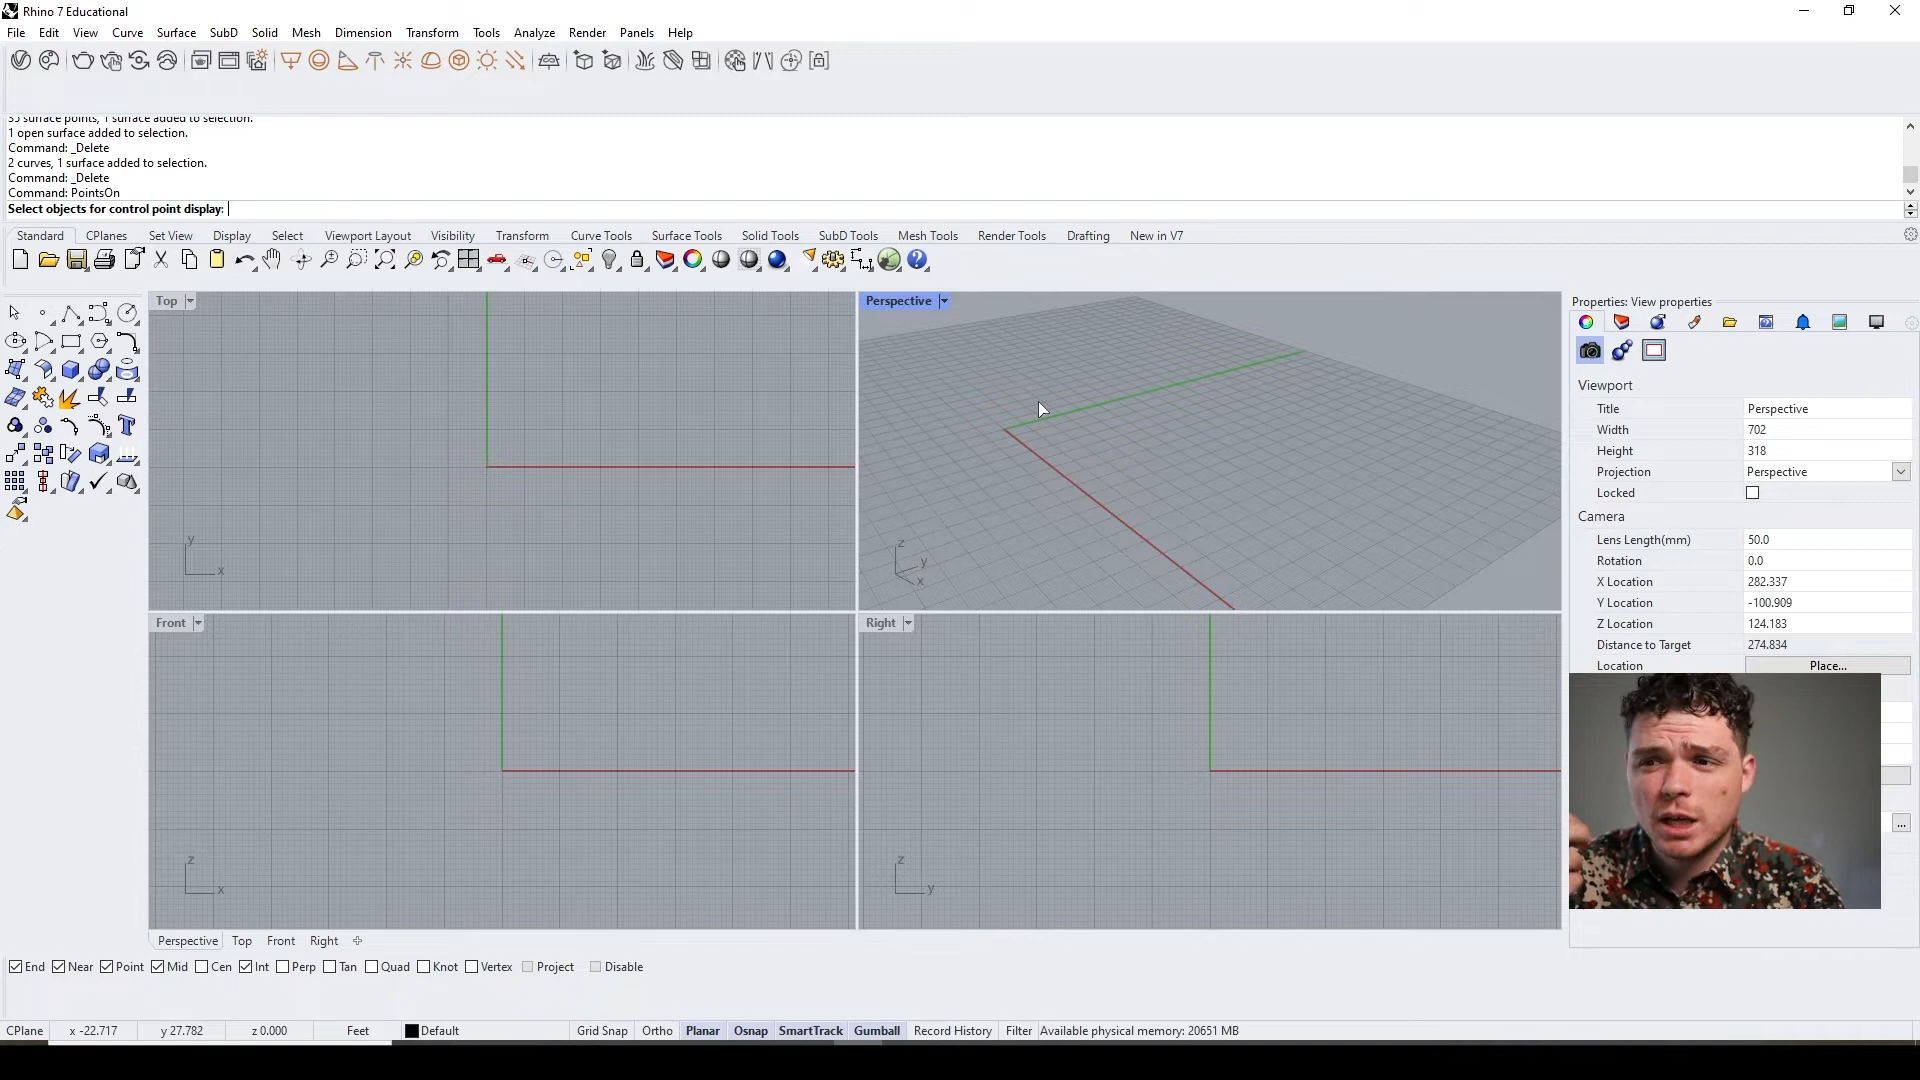 Rhino 7 Educational
File Edit View Curve Surface SubD Solid Mesh Dimension Transform Tools Analyze Render Panels Help
35 surface points, 1 surface added to selection.
1 open surface added to selection.
Command: _Delete
2 curves, 1 surface added to selection.
Command: _Delete
Command: PointsOn
Select objects for control point display:
Standard CPlanes Set View Display Select Viewport Layout Visibility Transform Curve Tools Surface Tools Solid Tools SubD Tools Mesh Tools Render Tools Drafting New in V7
Top
Perspective
Properties: View properties
Viewport
Title Perspective
Width 702
Height 318
Projection Perspective
Locked
Camera
Lens Length(mm) 50.0
Rotation 0.0
X Location 282.337
Y Location -100.909
Z Location 124.183
Distance to Target 274.834
Location Place...
y
x
z
y
x
Front
Right
z
x
z
y
...
Perspective Top Front Right
End Near Point Mid Cen Int Perp Tan Quad Knot Vertex Project Disable
CPlane x -22.717 y 27.782 z 0.000 Feet Default Grid Snap Ortho Planar Osnap SmartTrack Gumball Record History Filter Available physical memory: 20651 MB